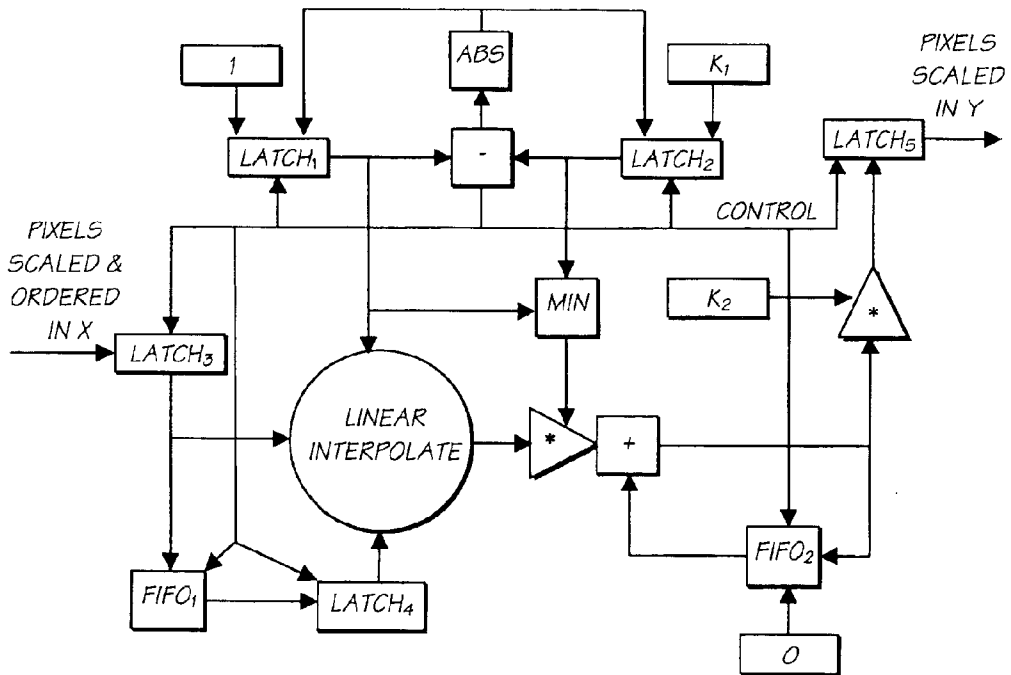 1
ABS
K₁
PIXELS
SCALED
IN Y
LATCH₁
-
LATCH₂
LATCH₅
CONTROL
PIXELS
SCALED &
ORDERED
IN X
LATCH₃
MIN
K₂
*
LINEAR
INTERPOLATE
*
+
FIFO₁
LATCH₄
FIFO₂
0